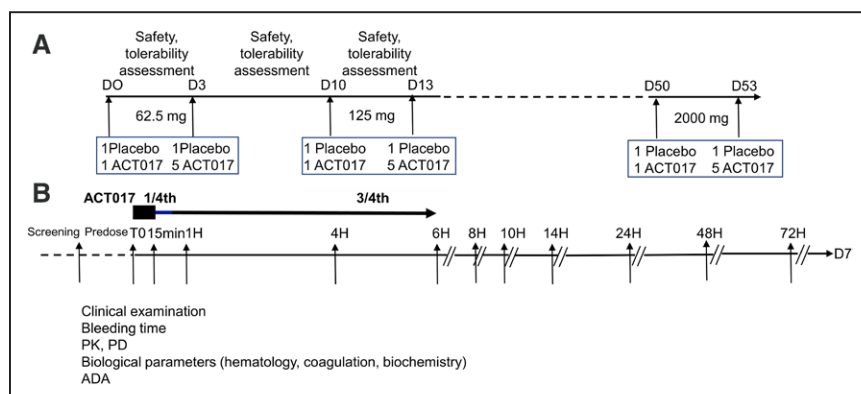 A
Safety, tolerability assessment
Safety, tolerability assessment
Safety, tolerability assessment
DO D3 D10 D13 D50 D53
62.5 mg 125 mg 2000 mg
1Placebo 1Placebo 1 Placebo 1 Placebo 1 Placebo 1 Placebo
1 ACT017 5 ACT017 1 ACT017 5 ACT017 1 ACT017 5 ACT017
B
ACT017 1/4th 3/4th
Screening Predose T0 15min 1H 4H 6H 8H 10H 14H 24H 48H 72H
D7
Clinical examination
Bleeding time
PK, PD
Biological parameters (hematology, coagulation, biochemistry)
ADA